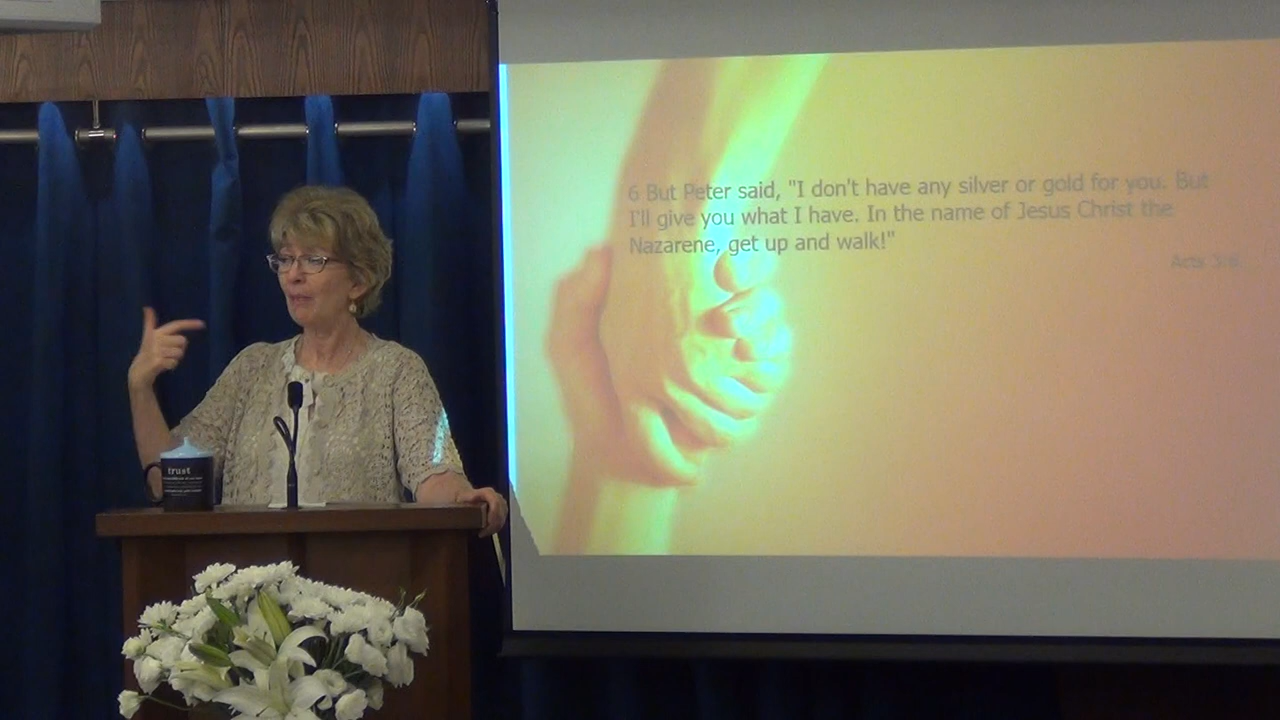 6 But Peter said, "I don't have any silver or gold for you. But
I'll give you what I have. In the name of Jesus Christ the
Nazarene, get up and walk!"
Acts 3:6
trust